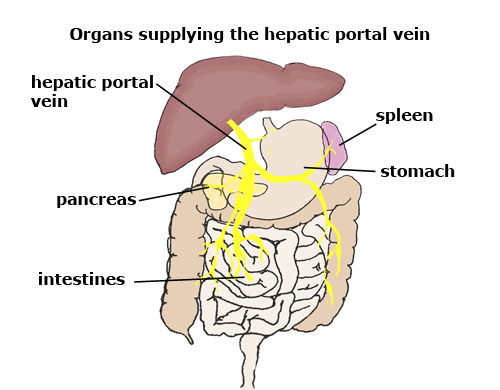 Organs supplying the hepatic portal vein
hepatic portal
vein
spleen
stomach
pancreas
intestines